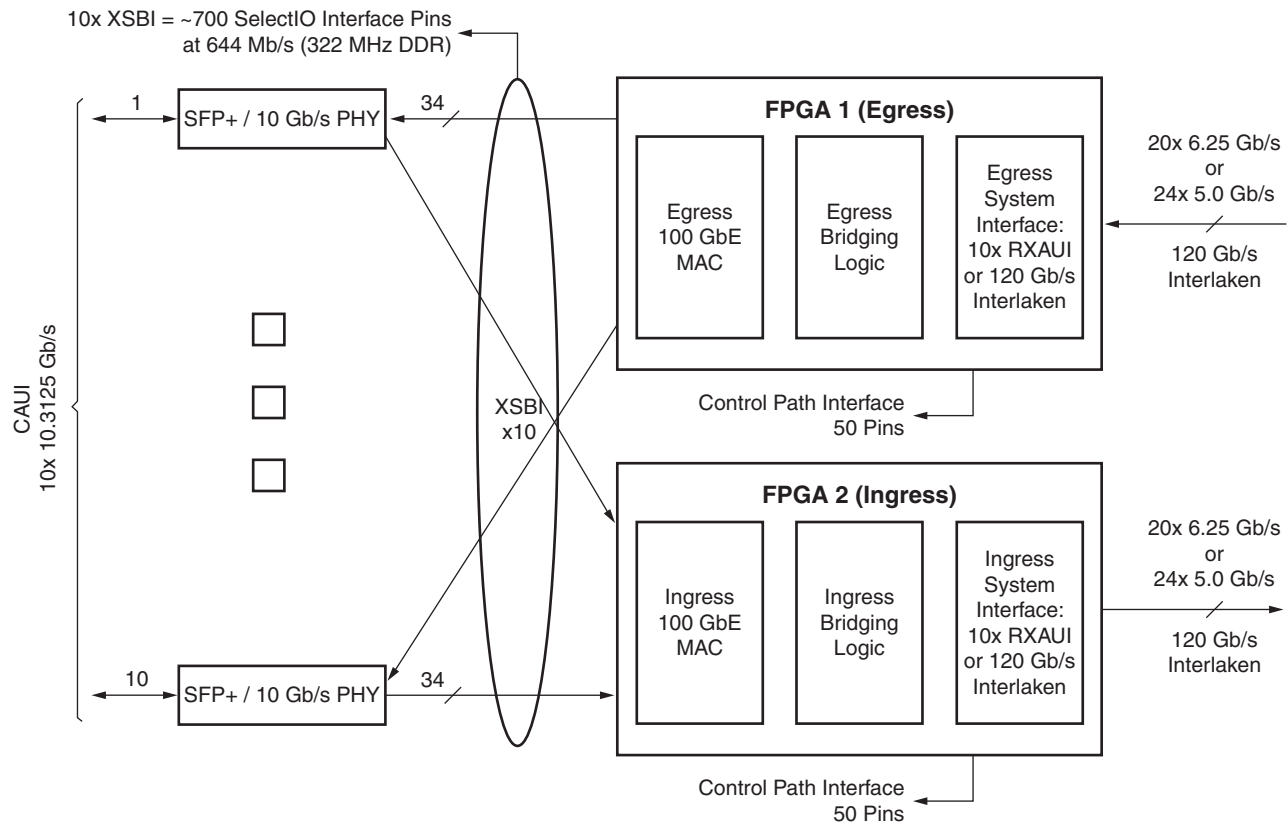 10x XSBI = ~700 SelectIO Interface Pins
at 644 Mb/s (322 MHz DDR)
1
SFP+ / 10 Gb/s PHY
34
FPGA 1 (Egress)
Egress
100 GbE
MAC
Egress
Bridging
Logic
Egress
System
Interface:
10x RXAUI
or 120 Gb/s
Interlaken
20x 6.25 Gb/s
or
24x 5.0 Gb/s
120 Gb/s
Interlaken
CAUI
10x 10.3125 Gb/s
XSBI
x10
Control Path Interface
50 Pins
FPGA 2 (Ingress)
Ingress
100 GbE
MAC
Ingress
Bridging
Logic
Ingress
System
Interface:
10x RXAUI
or 120 Gb/s
Interlaken
20x 6.25 Gb/s
or
24x 5.0 Gb/s
120 Gb/s
Interlaken
10
SFP+ / 10 Gb/s PHY
34
Control Path Interface
50 Pins